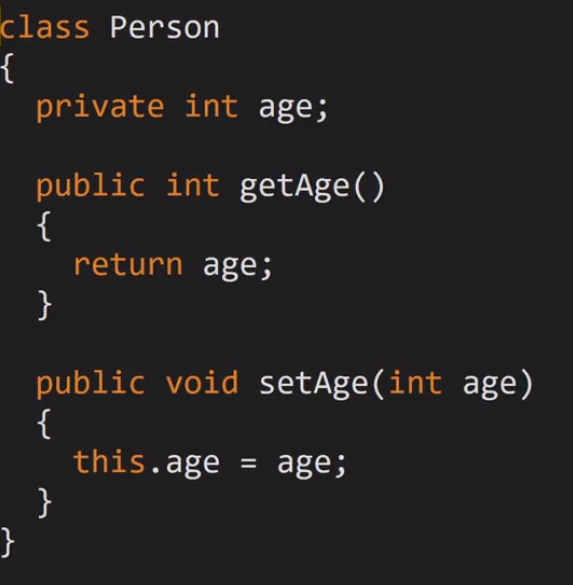 class Person
{
private int age;
public int getAge()
{
return age;
}
public void setAge(int age)
{
this.age = age;
}
}